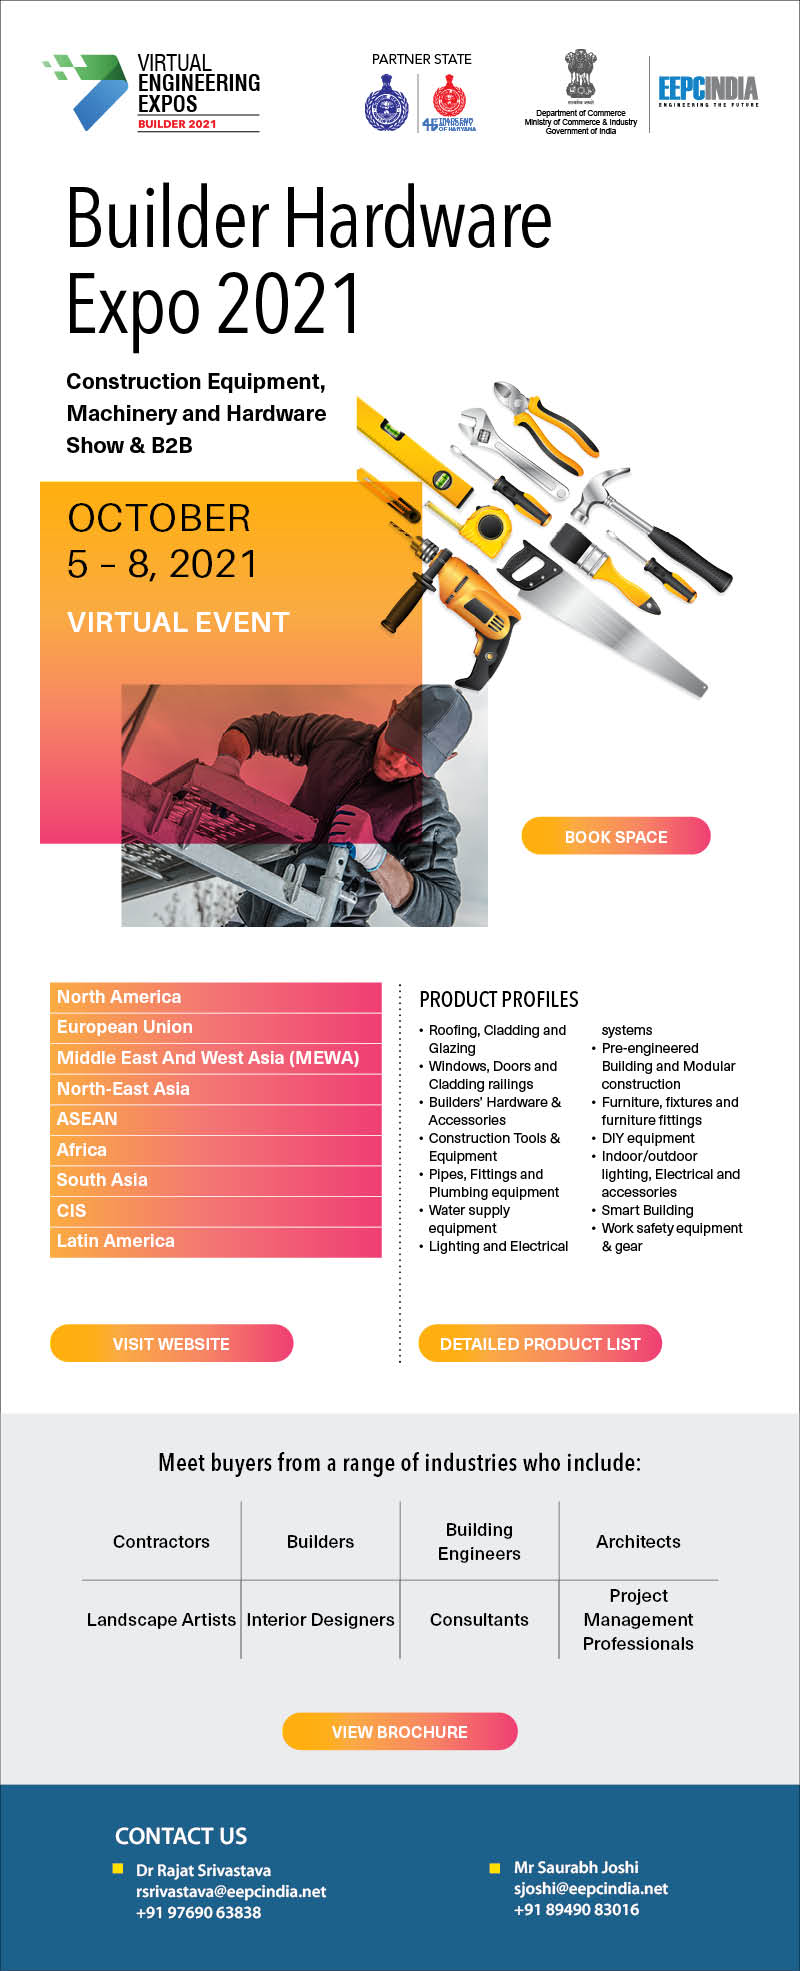 VIRTUAL
ENGINEERING
EXPOS
BUILDER 2021
PARTNER STATE
TRADE FAIR
AUTHORITY
OF HARYANA
सत्यमेव जयते
Department of Commerce
Ministry of Commerce & Industry
Government of India
EEPCINDIA
ENGINEERING THE FUTURE
Builder Hardware
Expo 2021
Construction Equipment,
Machinery and Hardware
Show & B2B
OCTOBER
5 – 8, 2021
VIRTUAL EVENT
BOOK SPACE
North America
European Union
Middle East And West Asia (MEWA)
North-East Asia
ASEAN
Africa
South Asia
CIS
Latin America
VISIT WEBSITE
PRODUCT PROFILES
• Roofing, Cladding and
Glazing
• Windows, Doors and
Cladding railings
• Builders' Hardware &
Accessories
• Construction Tools &
Equipment
• Pipes, Fittings and
Plumbing equipment
• Water supply
equipment
• Lighting and Electrical
systems
• Pre-engineered
Building and Modular
construction
• Furniture, fixtures and
furniture fittings
• DIY equipment
• Indoor/outdoor
lighting, Electrical and
accessories
• Smart Building
• Work safety equipment
& gear
DETAILED PRODUCT LIST
Meet buyers from a range of industries who include:
Contractors
Builders
Building
Engineers
Architects
Landscape Artists
Interior Designers
Consultants
Project
Management
Professionals
VIEW BROCHURE
CONTACT US
Dr Rajat Srivastava
rsrivastava@eepcindia.net
+91 97690 63838
Mr Saurabh Joshi
sjoshi@eepcindia.net
+91 89490 83016